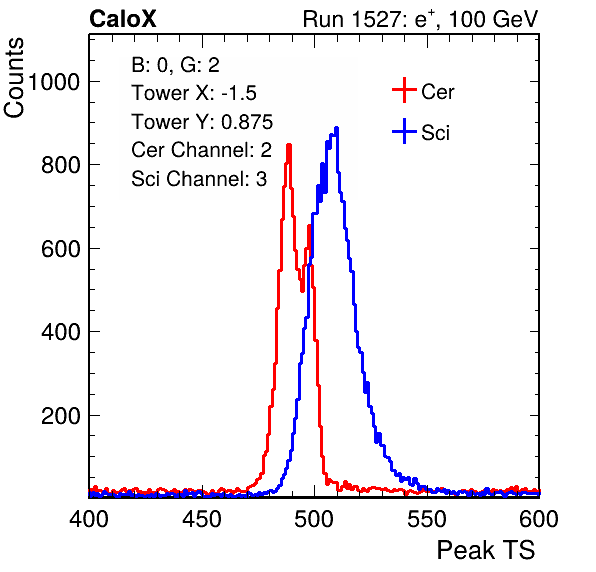 CaloX Run 1527: e+, 100 GeV
Counts
B: 0, G: 2
Tower X: -1.5
Tower Y: 0.875
Cer Channel: 2
Sci Channel: 3
Cer
Sci
1000
800
600
400
200
400 450 500 550 600
Peak TS